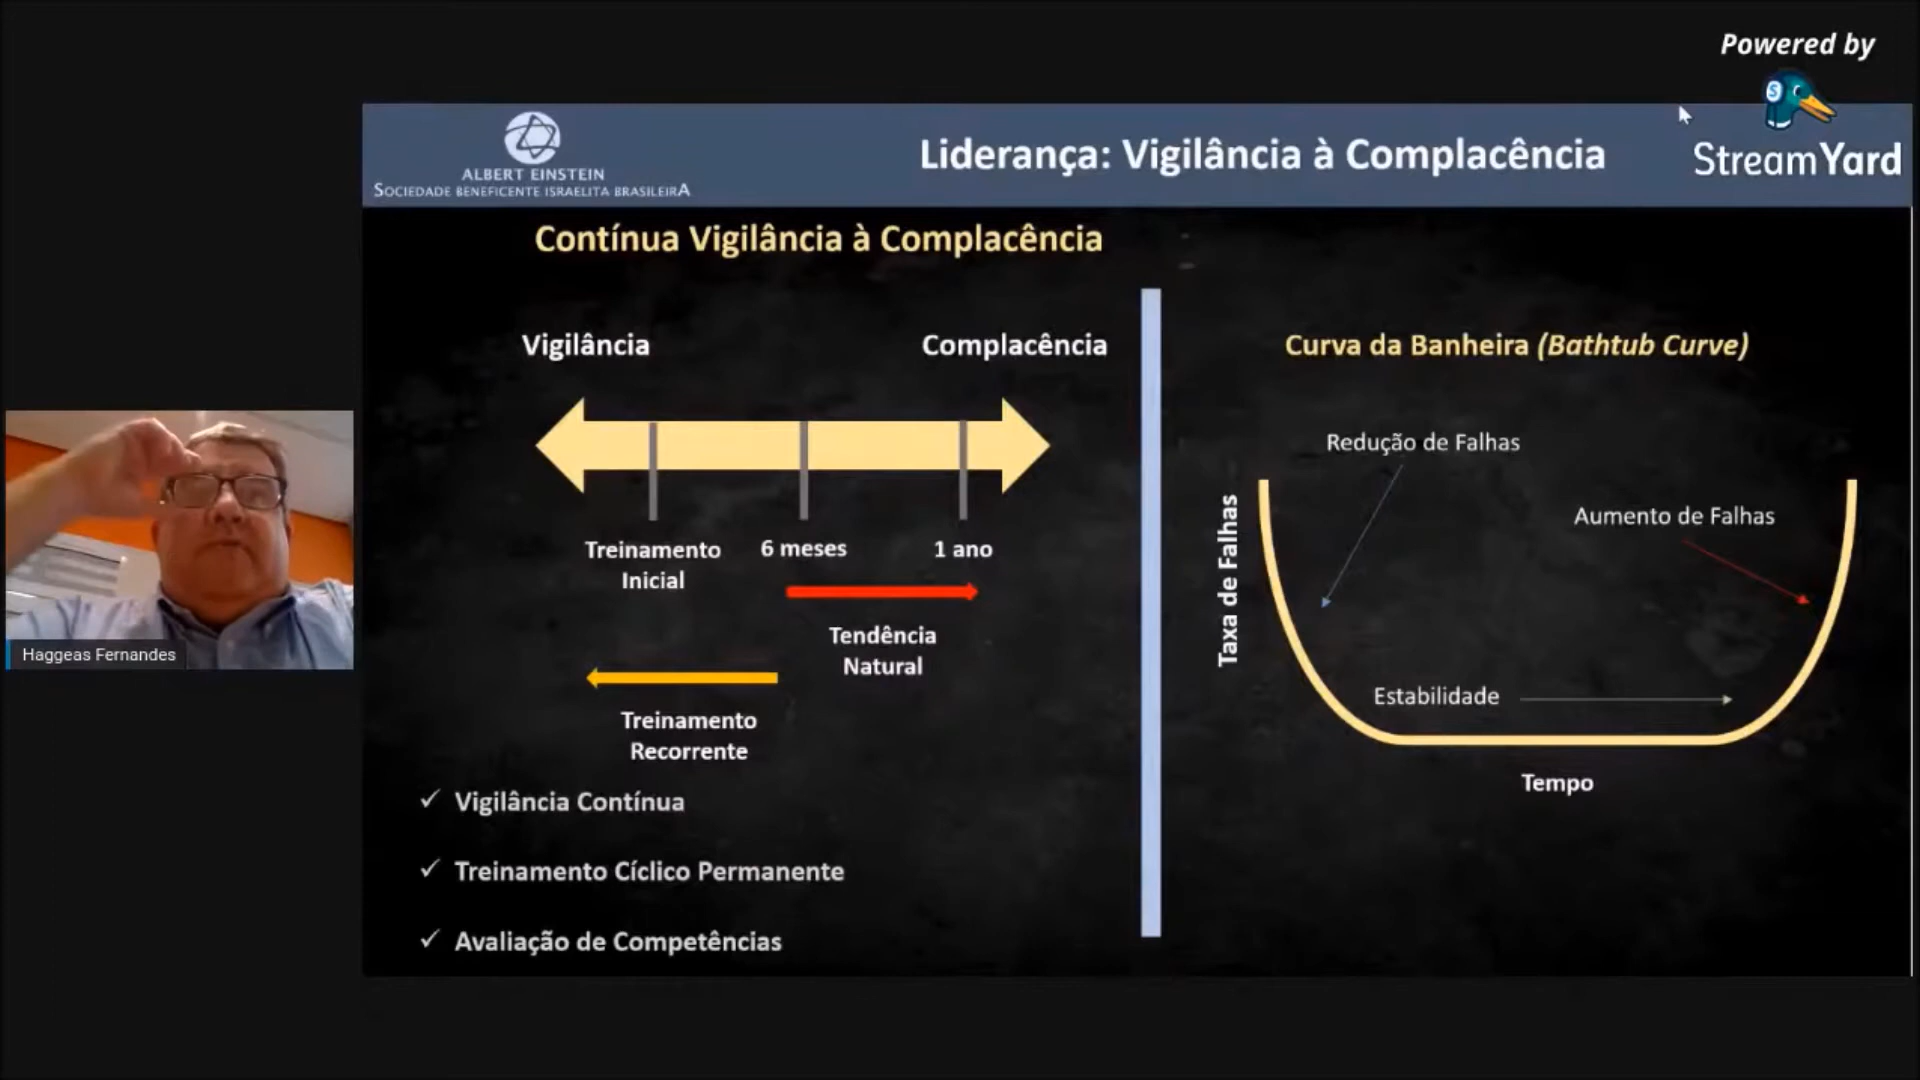 Powered by
StreamYard
ALBERT EINSTEIN
SOCIEDADE BENEFICENTE ISRAELITA BRASILEIRA
Liderança: Vigilância à Complacência
Contínua Vigilância à Complacência
Vigilância
Complacência
Treinamento
Inicial
6 meses
1 ano
Tendência
Natural
Treinamento
Recorrente
✓ Vigilância Contínua
✓ Treinamento Cíclico Permanente
✓ Avaliação de Competências
Curva da Banheira (Bathtub Curve)
Redução de Falhas
Aumento de Falhas
Taxa de Falhas
Estabilidade
Tempo
Haggeas Fernandes